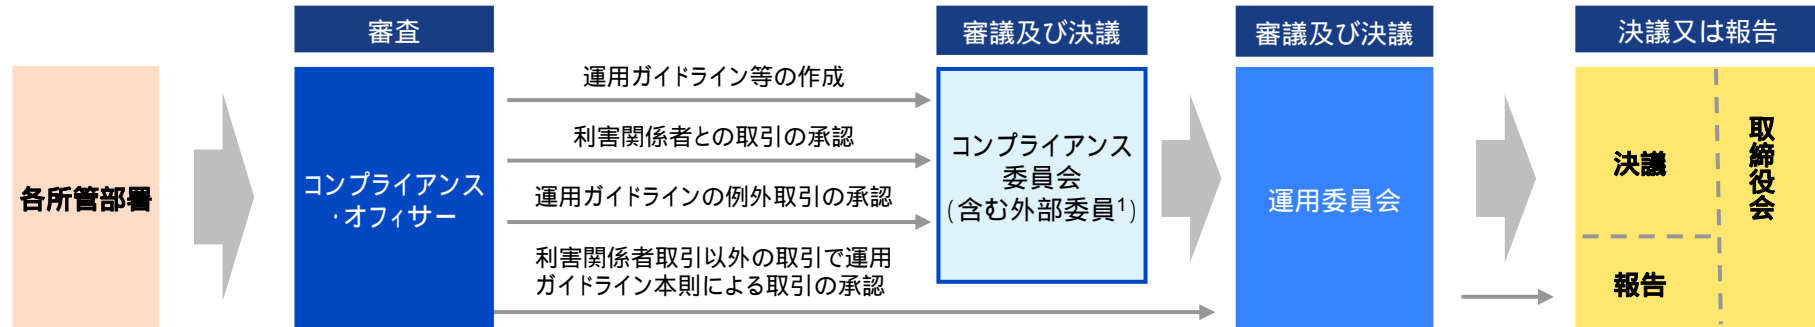 審査
審議及び決議
審議及び決議
決議又は報告
各所管部署
コンプライアンス
・オフィサー
運用ガイドライン等の作成
利害関係者との取引の承認
運用ガイドラインの例外取引の承認
利害関係者取引以外の取引で運用
ガイドライン本則による取引の承認
コンプライアンス
委員会
(含む外部委員1)
運用委員会
決議
報告
取締役会